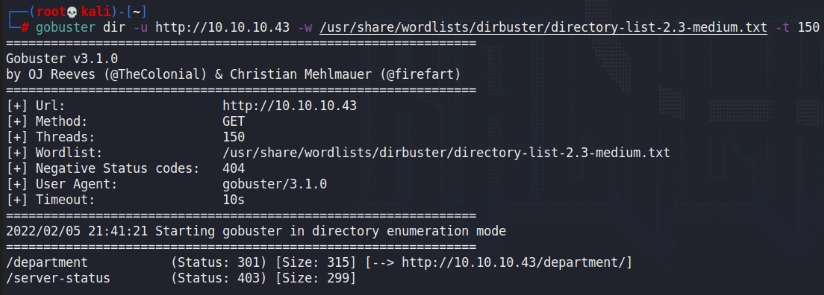 ┌──(root💀kali)-[~]
└─# gobuster dir -u http://10.10.10.43 -w /usr/share/wordlists/dirbuster/directory-list-2.3-medium.txt -t 150
===============================================================
Gobuster v3.1.0
by OJ Reeves (@TheColonial) & Christian Mehlmauer (@firefart)
===============================================================
[+] Url:                     http://10.10.10.43
[+] Method:                  GET
[+] Threads:                 150
[+] Wordlist:                /usr/share/wordlists/dirbuster/directory-list-2.3-medium.txt
[+] Negative Status codes:   404
[+] User Agent:              gobuster/3.1.0
[+] Timeout:                 10s
===============================================================
2022/02/05 21:41:21 Starting gobuster in directory enumeration mode
===============================================================
/department           (Status: 301) [Size: 315] [--> http://10.10.10.43/department/]
/server-status        (Status: 403) [Size: 299]